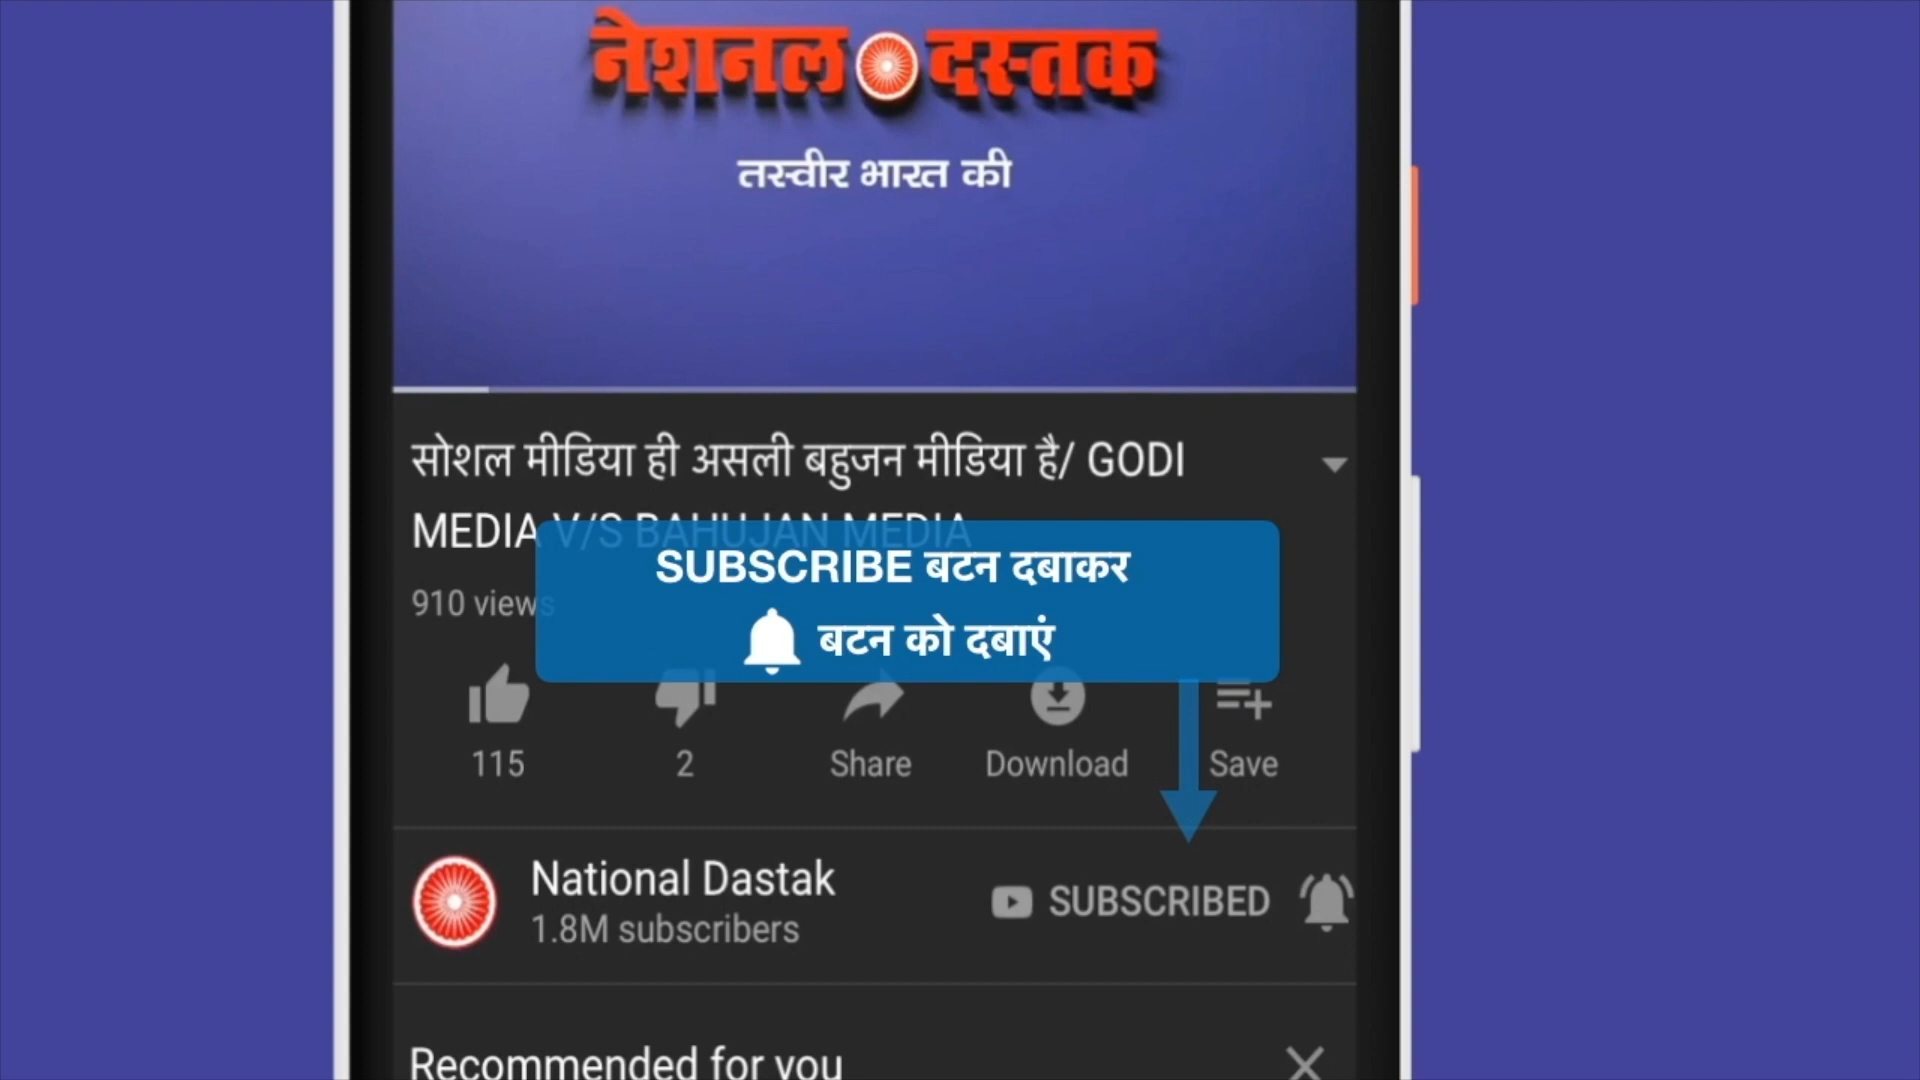 नेशनल दस्तक
तस्वीर भारत की
सोशल मीडिया ही असली बहुजन मीडिया है/ GODI
MEDIA V/S BAHUJAN MEDIA
SUBSCRIBE बटन दबाकर
बटन को दबाएं
910 views
115
2
Share
Download
Save
National Dastak
1.8M subscribers
SUBSCRIBED
Recommended for you